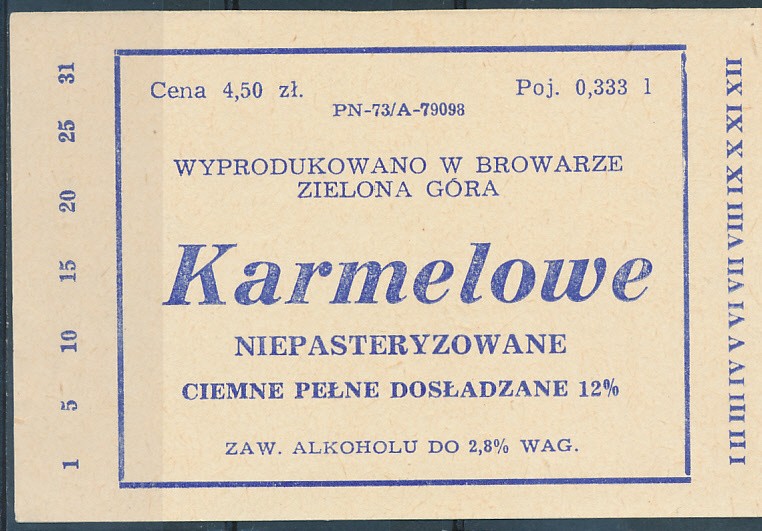 Cena 4,50 zł.
Poj. 0,333 l
PN-73/A-79098
WYPRODUKOWANO W BROWARZE
ZIELONA GÓRA
Karmelowe
NIEPASTERYZOWANE
CIEMNE PEŁNE DOSŁADZANE 12%
ZAW. ALKOHOLU DO 2,8% WAG.
1 5 10 15 20 25 31
I II III IV V VI VII VIII IX X XI XII